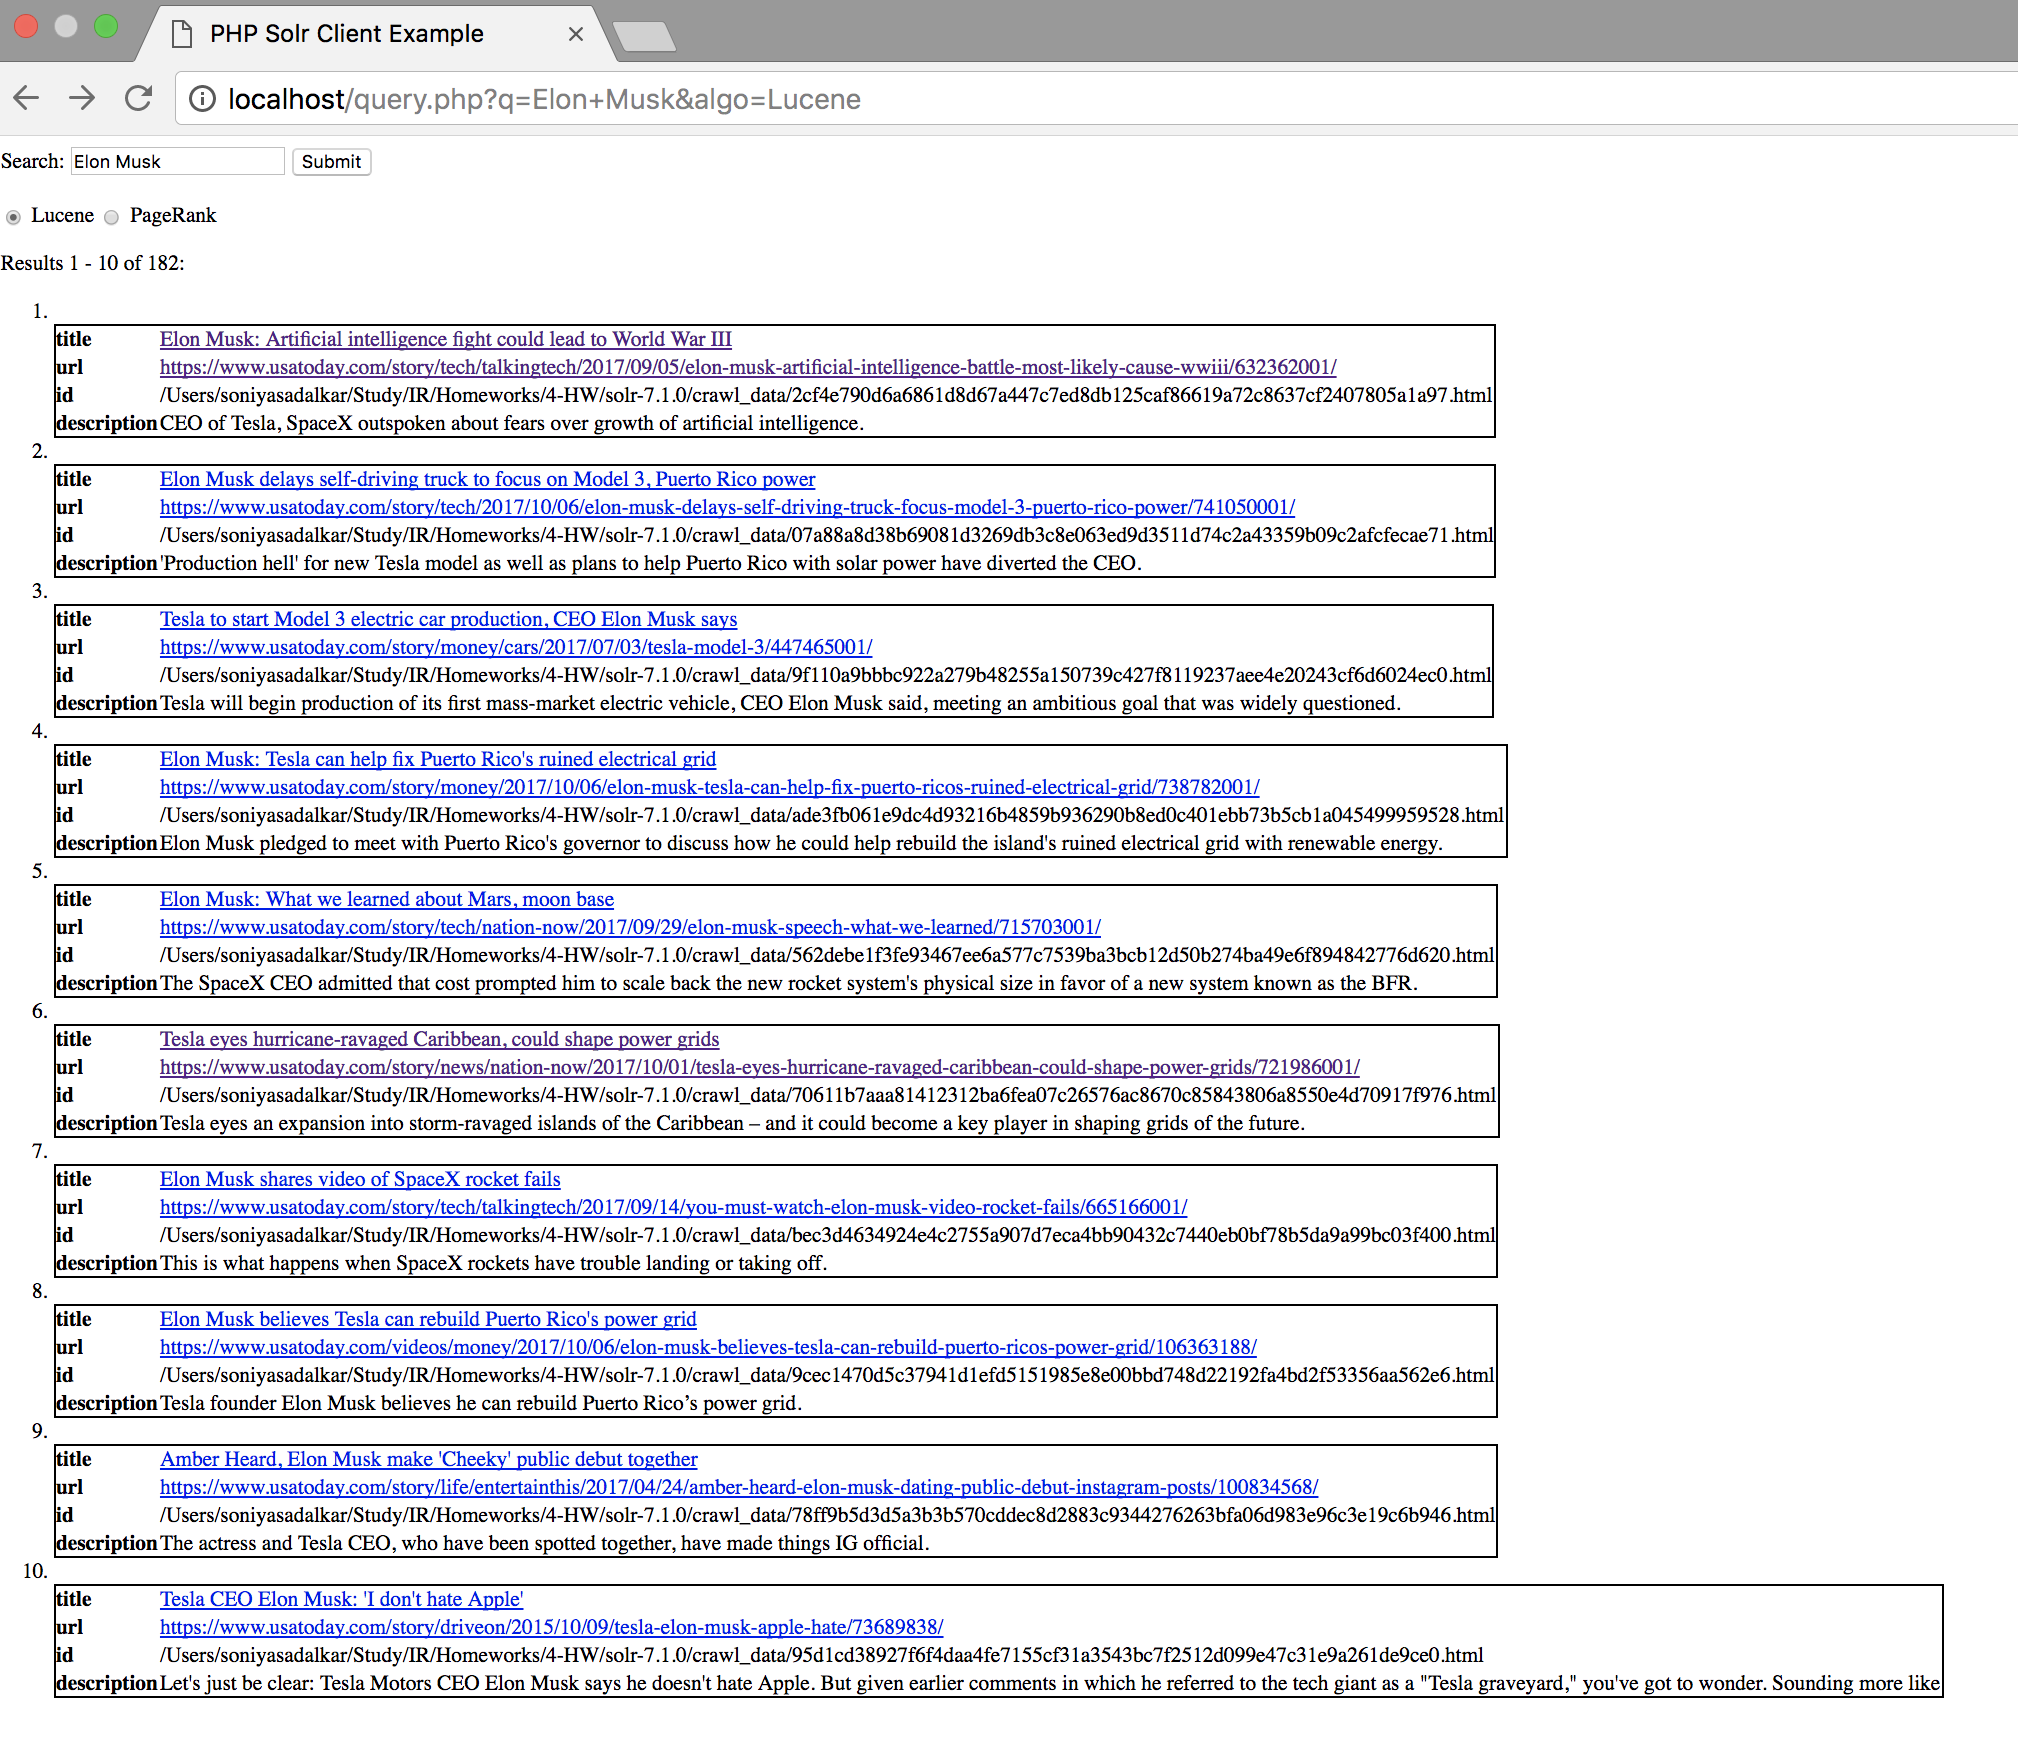 PHP Solr Client Example
localhost/query.php?q=Elon+Musk&algo=Lucene
Search: Elon Musk Submit
Lucene PageRank
Results 1 - 10 of 182:
1.
title Elon Musk: Artificial intelligence fight could lead to World War III
url https://www.usatoday.com/story/tech/talkingtech/2017/09/05/elon-musk-artificial-intelligence-battle-most-likely-cause-wwiii/632362001/
id /Users/soniyasadalkar/Study/IR/Homeworks/4-HW/solr-7.1.0/crawl_data/2cf4e790d6a6861d8d67a447c7ed8db125caf86619a72c8637cf2407805a1a97.html
description CEO of Tesla, SpaceX outspoken about fears over growth of artificial intelligence.
2.
title Elon Musk delays self-driving truck to focus on Model 3, Puerto Rico power
url https://www.usatoday.com/story/tech/2017/10/06/elon-musk-delays-self-driving-truck-focus-model-3-puerto-rico-power/741050001/
id /Users/soniyasadalkar/Study/IR/Homeworks/4-HW/solr-7.1.0/crawl_data/07a88a8d38b69081d3269db3c8e063ed9d3511d74c2a43359b09c2afcfecae71.html
description 'Production hell' for new Tesla model as well as plans to help Puerto Rico with solar power have diverted the CEO.
3.
title Tesla to start Model 3 electric car production, CEO Elon Musk says
url https://www.usatoday.com/story/money/cars/2017/07/03/tesla-model-3/447465001/
id /Users/soniyasadalkar/Study/IR/Homeworks/4-HW/solr-7.1.0/crawl_data/9f110a9bbbc922a279b48255a150739c427f8119237aee4e20243cf6d6024ec0.html
description Tesla will begin production of its first mass-market electric vehicle, CEO Elon Musk said, meeting an ambitious goal that was widely questioned.
4.
title Elon Musk: Tesla can help fix Puerto Rico's ruined electrical grid
url https://www.usatoday.com/story/money/2017/10/06/elon-musk-tesla-can-help-fix-puerto-ricos-ruined-electrical-grid/738782001/
id /Users/soniyasadalkar/Study/IR/Homeworks/4-HW/solr-7.1.0/crawl_data/ade3fb061e9dc4d93216b4859b936290b8ed0c401ebb73b5cb1a045499959528.html
description Elon Musk pledged to meet with Puerto Rico's governor to discuss how he could help rebuild the island's ruined electrical grid with renewable energy.
5.
title Elon Musk: What we learned about Mars, moon base
url https://www.usatoday.com/story/tech/nation-now/2017/09/29/elon-musk-speech-what-we-learned/715703001/
id /Users/soniyasadalkar/Study/IR/Homeworks/4-HW/solr-7.1.0/crawl_data/562debe1f3fe93467ee6a577c7539ba3bcb12d50b274ba49e6f894842776d620.html
description The SpaceX CEO admitted that cost prompted him to scale back the new rocket system's physical size in favor of a new system known as the BFR.
6.
title Tesla eyes hurricane-ravaged Caribbean, could shape power grids
url https://www.usatoday.com/story/news/nation-now/2017/10/01/tesla-eyes-hurricane-ravaged-caribbean-could-shape-power-grids/721986001/
id /Users/soniyasadalkar/Study/IR/Homeworks/4-HW/solr-7.1.0/crawl_data/70611b7aaa81412312ba6fea07c26576ac8670c85843806a8550e4d70917f976.html
description Tesla eyes an expansion into storm-ravaged islands of the Caribbean – and it could become a key player in shaping grids of the future.
7.
title Elon Musk shares video of SpaceX rocket fails
url https://www.usatoday.com/story/tech/talkingtech/2017/09/14/you-must-watch-elon-musk-video-rocket-fails/665166001/
id /Users/soniyasadalkar/Study/IR/Homeworks/4-HW/solr-7.1.0/crawl_data/bec3d4634924e4c2755a907d7eca4bb90432c7440eb0bf78b5da9a99bc03f400.html
description This is what happens when SpaceX rockets have trouble landing or taking off.
8.
title Elon Musk believes Tesla can rebuild Puerto Rico's power grid
url https://www.usatoday.com/videos/money/2017/10/06/elon-musk-believes-tesla-can-rebuild-puerto-ricos-power-grid/106363188/
id /Users/soniyasadalkar/Study/IR/Homeworks/4-HW/solr-7.1.0/crawl_data/9cec1470d5c37941d1efd5151985e8e00bbd748d22192fa4bd2f53356aa562e6.html
description Tesla founder Elon Musk believes he can rebuild Puerto Rico’s power grid.
9.
title Amber Heard, Elon Musk make 'Cheeky' public debut together
url https://www.usatoday.com/story/life/entertainthis/2017/04/24/amber-heard-elon-musk-dating-public-debut-instagram-posts/100834568/
id /Users/soniyasadalkar/Study/IR/Homeworks/4-HW/solr-7.1.0/crawl_data/78ff9b5d3d5a3b3b570cddec8d2883c9344276263bfa06d983e96c3e19c6b946.html
description The actress and Tesla CEO, who have been spotted together, have made things IG official.
10.
title Tesla CEO Elon Musk: 'I don't hate Apple'
url https://www.usatoday.com/story/driveon/2015/10/09/tesla-elon-musk-apple-hate/73689838/
id /Users/soniyasadalkar/Study/IR/Homeworks/4-HW/solr-7.1.0/crawl_data/95d1cd38927f6f4daa4fe7155cf31a3543bc7f2512d099e47c31e9a261de9ce0.html
description Let's just be clear: Tesla Motors CEO Elon Musk says he doesn't hate Apple. But given earlier comments in which he referred to the tech giant as a "Tesla graveyard," you've got to wonder. Sounding more like